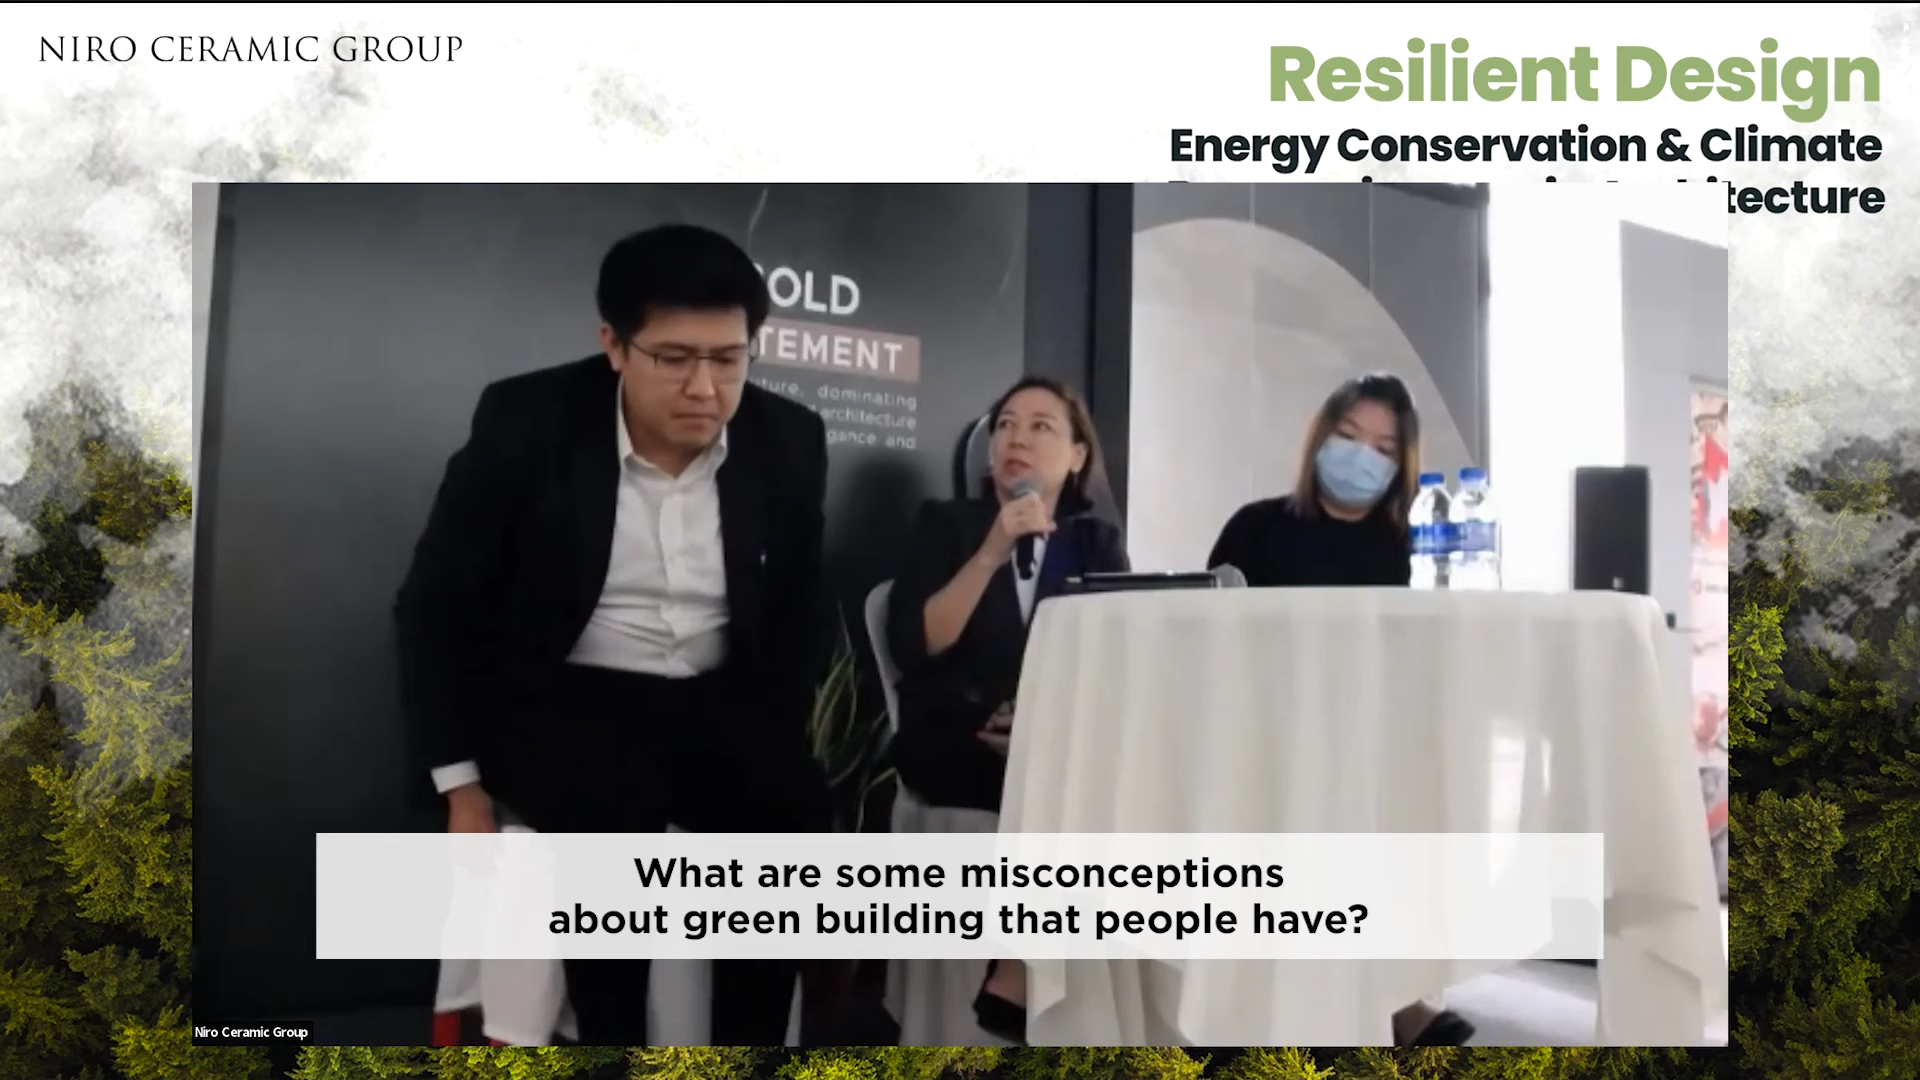 NIRO CERAMIC GROUP
Resilient Design
Energy Conservation & Climate
tecture
OLD
TEMENT
ture, dominating
architecture
gance and
What are some misconceptions
about green building that people have?
Niro Ceramic Group